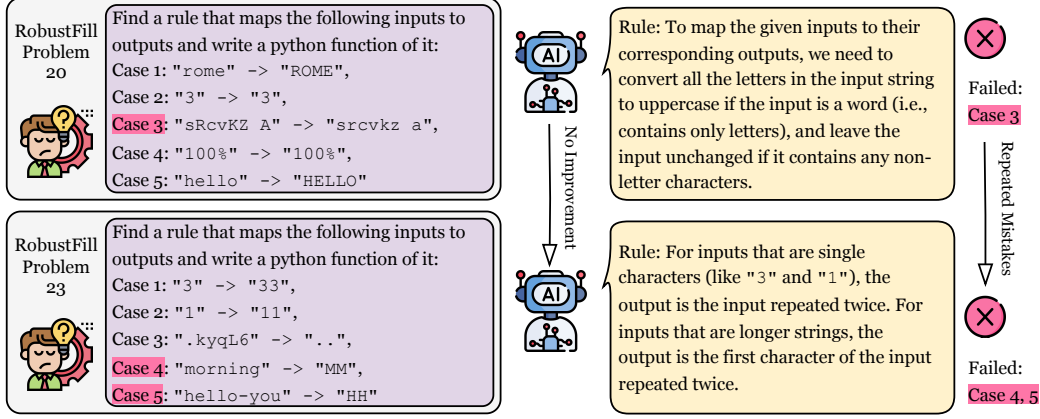 RobustFill
Problem
20
Find a rule that maps the following inputs to
outputs and write a python function of it:
Case 1: "rome" -> "ROME",
Case 2: "3" -> "3",
Case 3: "sRcvKZ A" -> "srcvkz a",
Case 4: "100%" -> "100%",
Case 5: "hello" -> "HELLO"
AI
Rule: To map the given inputs to their
corresponding outputs, we need to
convert all the letters in the input string
to uppercase if the input is a word (i.e.,
contains only letters), and leave the
input unchanged if it contains any non-
letter characters.
Failed:
Case 3
No Improvement
Repeated Mistakes
RobustFill
Problem
23
Find a rule that maps the following inputs to
outputs and write a python function of it:
Case 1: "3" -> "33",
Case 2: "1" -> "11",
Case 3: ".kyqL6" -> "..",
Case 4: "morning" -> "MM",
Case 5: "hello-you" -> "HH"
AI
Rule: For inputs that are single
characters (like "3" and "1"), the
output is the input repeated twice. For
inputs that are longer strings, the
output is the first character of the input
repeated twice.
Failed:
Case 4, 5